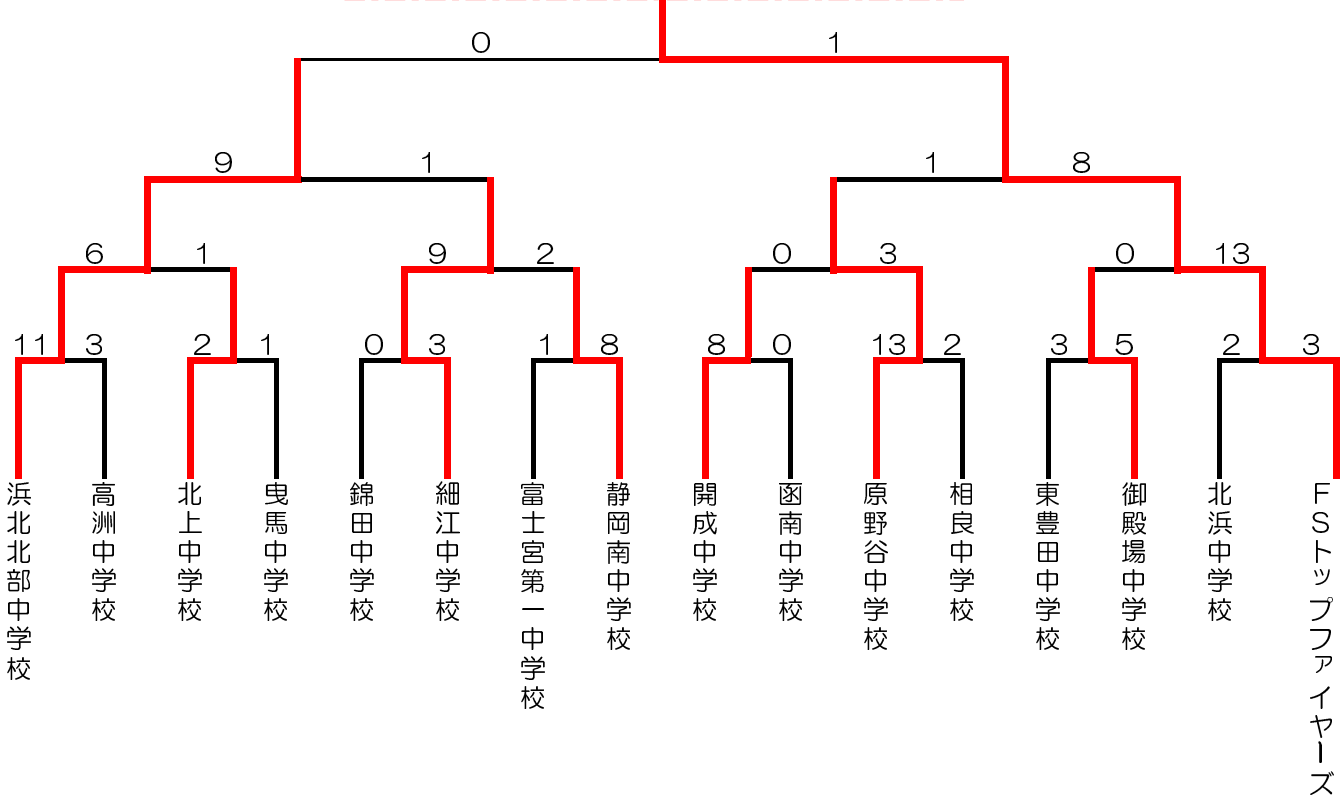 0 1
9 1 1 8
6 1 9 2 0 3 0 13
11 3 2 1 0 3 1 8 8 0 13 2 3 5 2 3
浜北北部中学校
高洲中学校
北上中学校
曳馬中学校
錦田中学校
細江中学校
富士宮第一中学校
静岡南中学校
開成中学校
函南中学校
原野谷中学校
相良中学校
東豊田中学校
御殿場中学校
北浜中学校
FSトップファイヤーズ